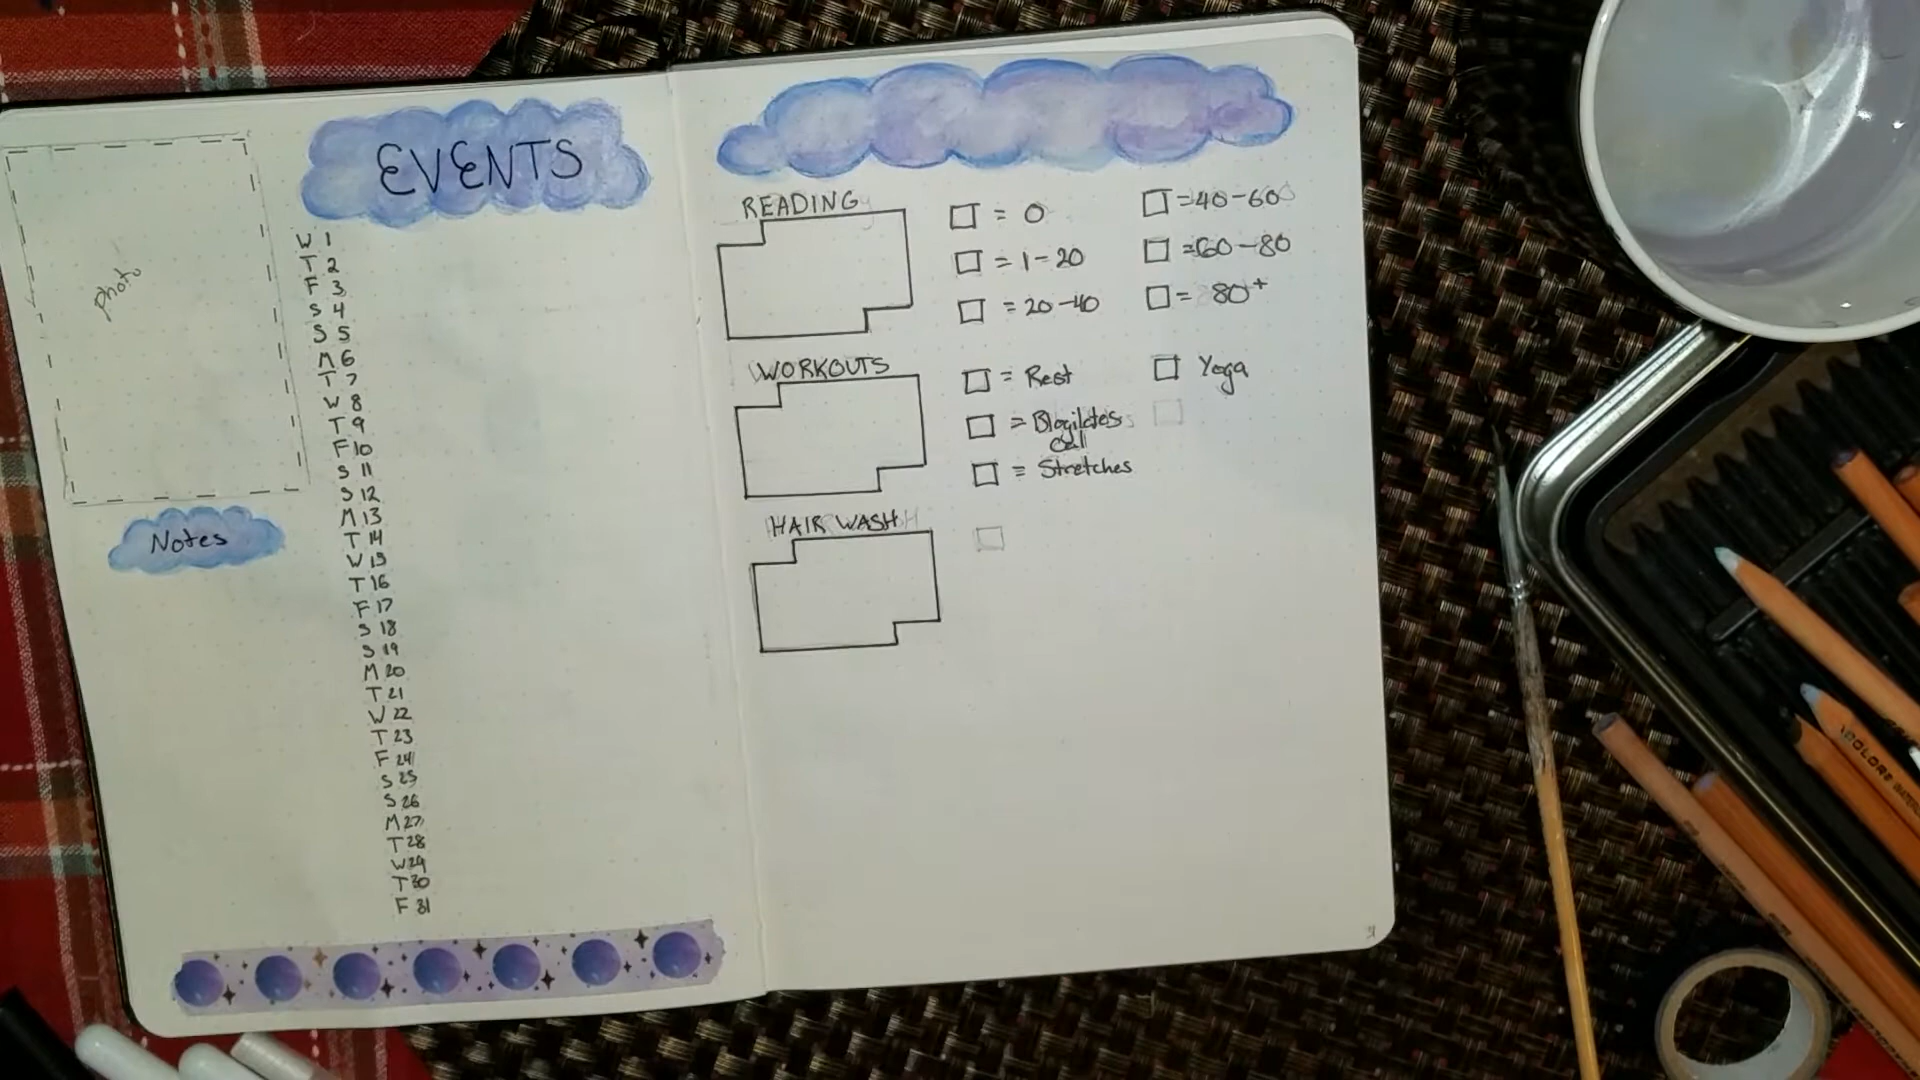 EVENTS
photo
W 1
T 2
F 3
S 4
S 5
M 6
T 7
W 8
T 9
F 10
S 11
S 12
M 13
T 14
W 15
T 16
F 17
S 18
S 19
M 20
T 21
W 22
T 23
F 24
S 25
S 26
M 27
T 28
W 29
T 30
F 31
Notes
READING
= 0
= 1-20
= 20-40
= 40-60
= 60-80
= 80+
WORKOUTS
= Rest
= Blogilates
call
= Stretches
Yoga
HAIR WASH
31